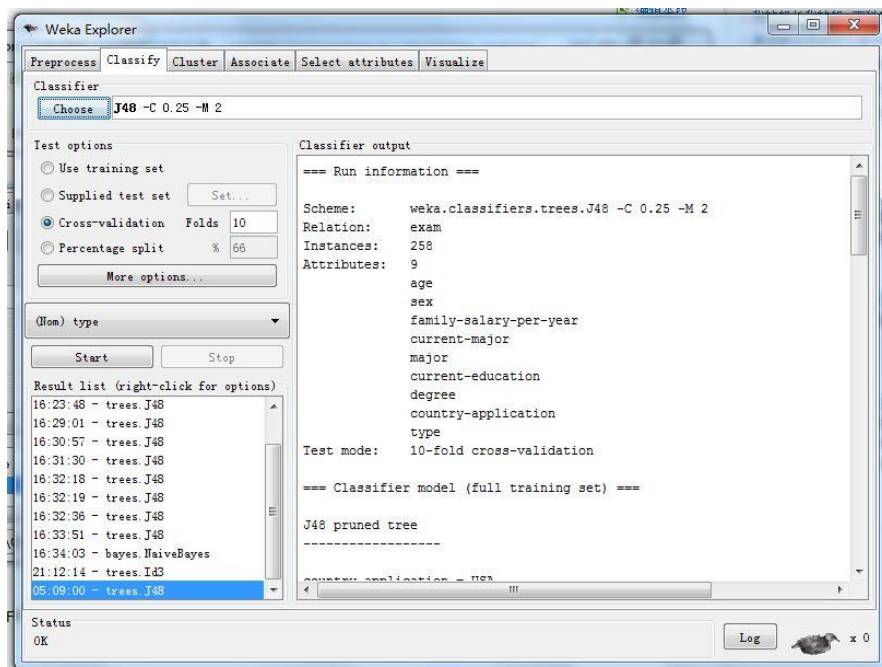 Weka Explorer
Preprocess Classify Cluster Associate Select attributes Visualize
Classifier
Choose J48 -C 0.25 -M 2
Test options
Use training set
Supplied test set Set...
Cross-validation Folds 10
Percentage split % 66
More options...
(Nom) type
Start Stop
Result list (right-click for options)
16:23:48 - trees.J48
16:29:01 - trees.J48
16:30:57 - trees.J48
16:31:30 - trees.J48
16:32:18 - trees.J48
16:32:19 - trees.J48
16:32:36 - trees.J48
16:33:51 - trees.J48
16:34:03 - bayes.NaiveBayes
21:12:14 - trees.Id3
05:09:00 - trees.J48
Classifier output
=== Run information ===
Scheme: weka.classifiers.trees.J48 -C 0.25 -M 2
Relation: exam
Instances: 258
Attributes: 9
age
sex
family-salary-per-year
current-major
major
current-education
degree
country-application
type
Test mode: 10-fold cross-validation
=== Classifier model (full training set) ===
J48 pruned tree
------------------
country-application = USA
Status
OK
Log x 0